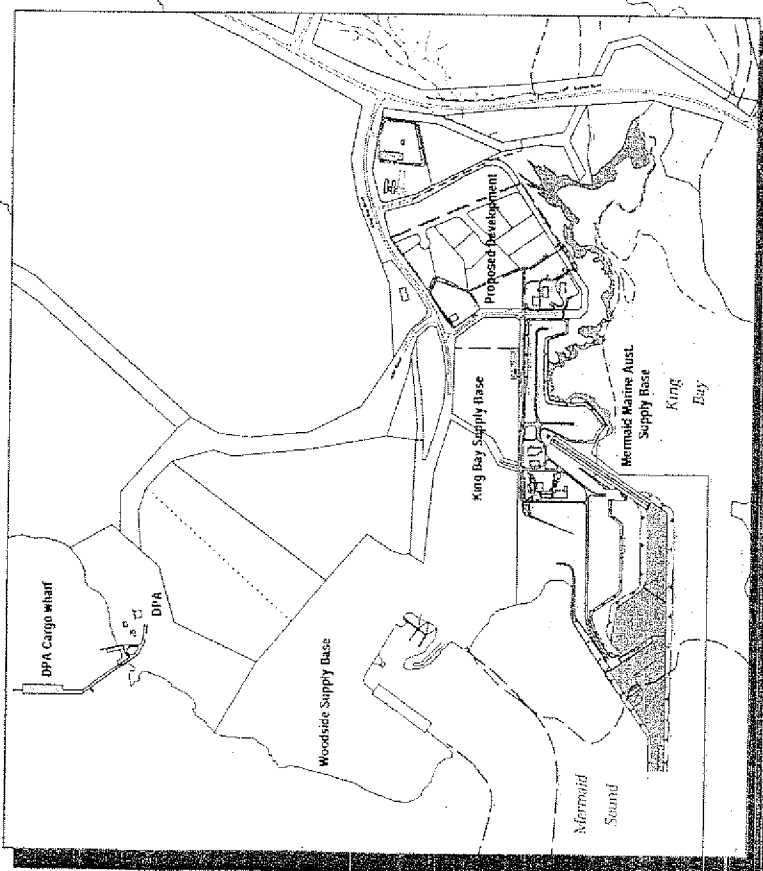 DPA Cargo wharf
DPA
Woodside Supply Base
King Bay Supply Base
Proposed Development
Mermaid Marine Aust.
Supply Base
King
Bay
Mermaid
Sound